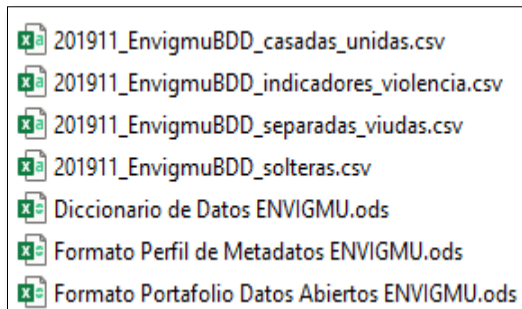 201911_EnvigmuBDD_casadas_unidas.csv
201911_EnvigmuBDD_indicadores_violencia.csv
201911_EnvigmuBDD_separadas_viudas.csv
201911_EnvigmuBDD_solteras.csv
Diccionario de Datos ENVIGMU.ods
Formato Perfil de Metadatos ENVIGMU.ods
Formato Portafolio Datos Abiertos ENVIGMU.ods